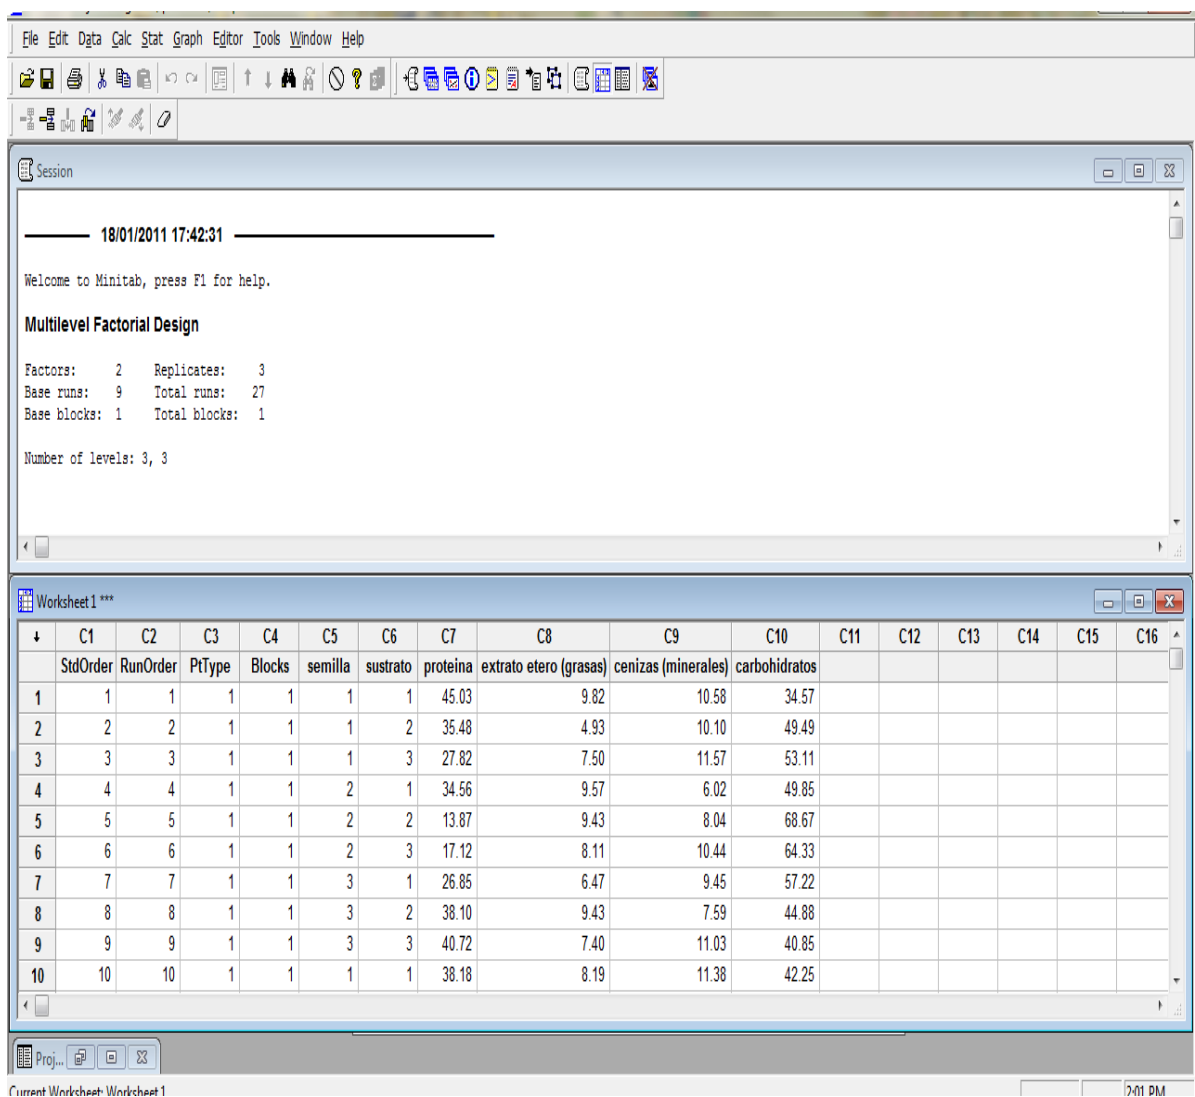 File Edit Data Calc Stat Graph Editor Tools Window Help
Session
18/01/2011 17:42:31
Welcome to Minitab, press F1 for help.
Multilevel Factorial Design
Factors: 2 Replicates: 3
Base runs: 9 Total runs: 27
Base blocks: 1 Total blocks: 1
Number of levels: 3, 3
Worksheet 1 ***
C1 C2 C3 C4 C5 C6 C7 C8 C9 C10 C11 C12 C13 C14 C15 C16
StdOrder RunOrder PtType Blocks semilla sustrato proteina extrato etero (grasas) cenizas (minerales) carbohidratos
1 1 1 1 1 1 1 45.03 9.82 10.58 34.57
2 2 2 1 1 1 2 35.48 4.93 10.10 49.49
3 3 3 1 1 1 3 27.82 7.50 11.57 53.11
4 4 4 1 1 2 1 34.56 9.57 6.02 49.85
5 5 5 1 1 2 2 13.87 9.43 8.04 68.67
6 6 6 1 1 2 3 17.12 8.11 10.44 64.33
7 7 7 1 1 3 1 26.85 6.47 9.45 57.22
8 8 8 1 1 3 2 38.10 9.43 7.59 44.88
9 9 9 1 1 3 3 40.72 7.40 11.03 40.85
10 10 10 1 1 1 1 38.18 8.19 11.38 42.25
Proj...
Current Worksheet: Worksheet 1
2:01 PM